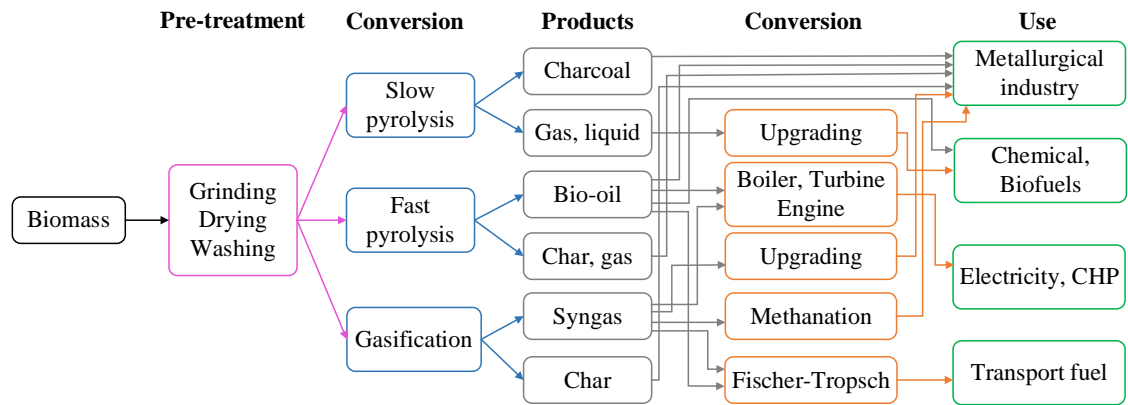 Pre-treatment
Conversion
Products
Conversion
Use
Biomass
Grinding
Drying
Washing
Slow
pyrolysis
Fast
pyrolysis
Gasification
Charcoal
Gas, liquid
Bio-oil
Char, gas
Syngas
Char
Upgrading
Boiler, Turbine
Engine
Upgrading
Methanation
Fischer-Tropsch
Metallurgical
industry
Chemical,
Biofuels
Electricity, CHP
Transport fuel